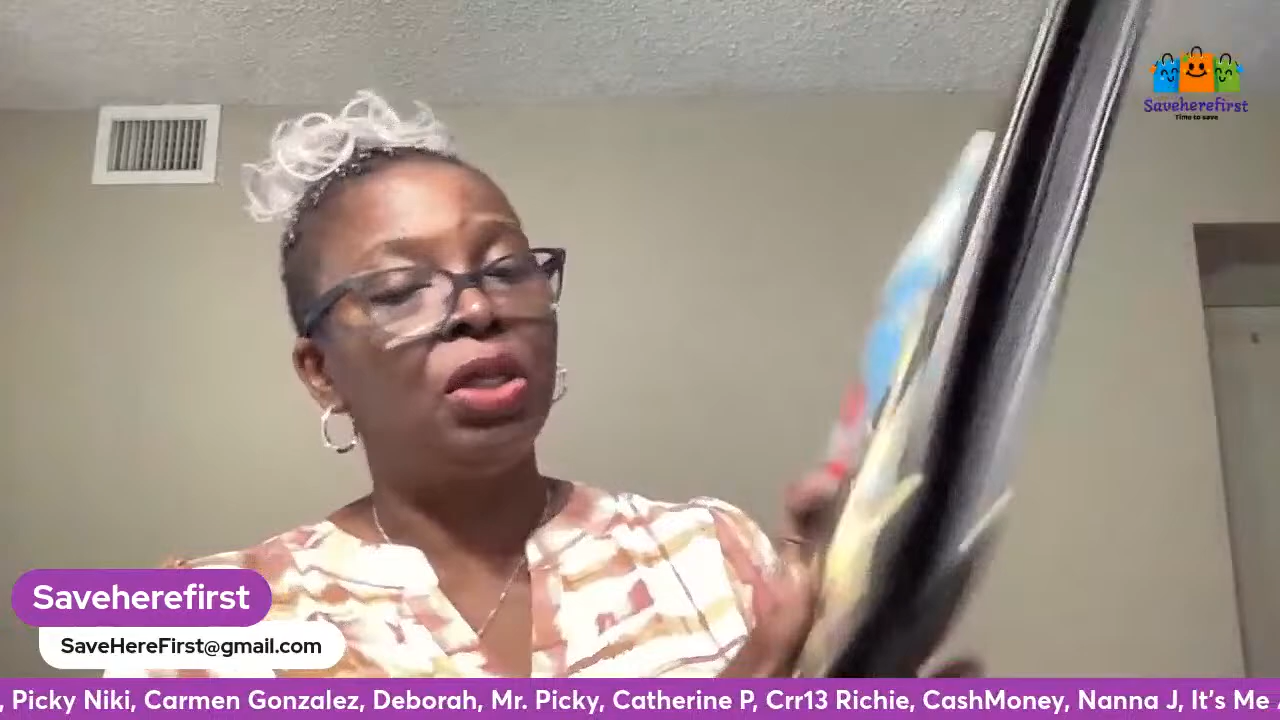 Saveherefirst
Time to save
Saveherefirst
SaveHereFirst@gmail.com
, Picky Niki, Carmen Gonzalez, Deborah, Mr. Picky, Catherine P, Crr13 Richie, CashMoney, Nanna J, It's Me